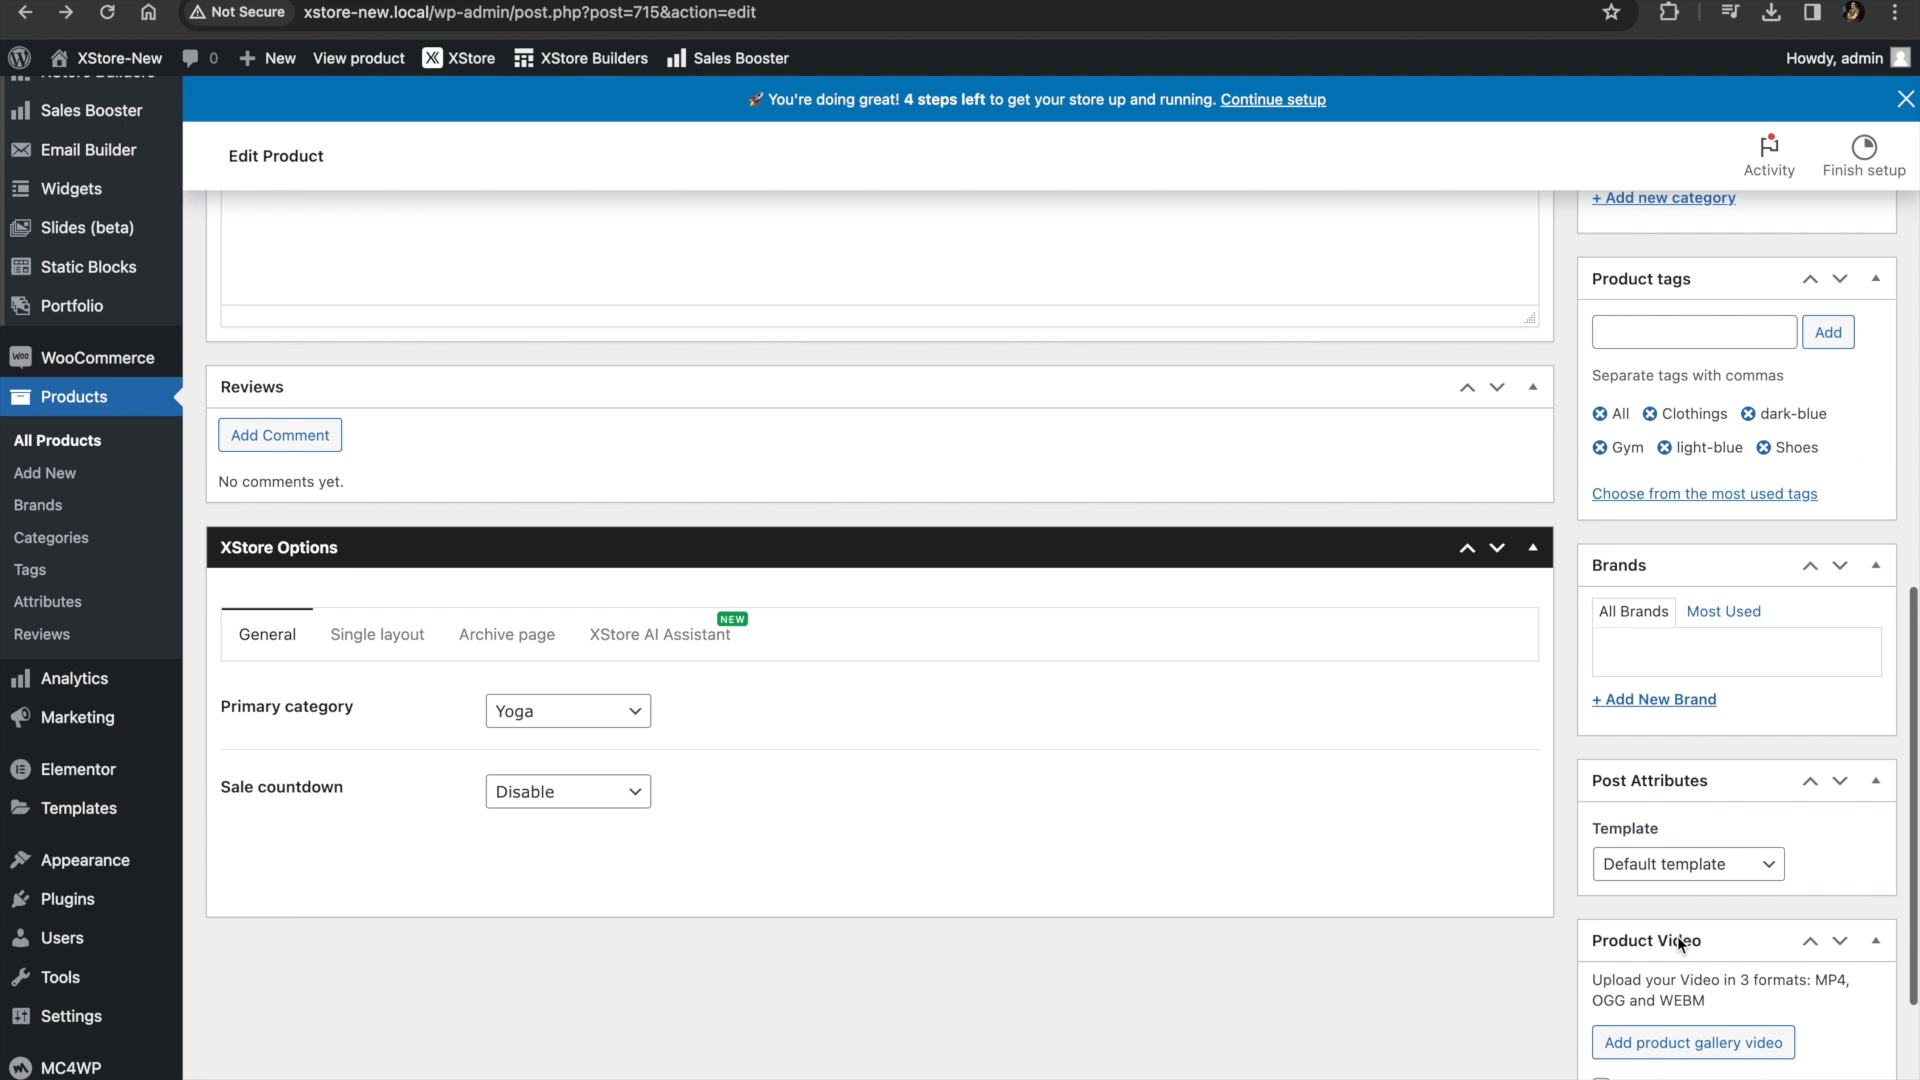 Not Secure xstore-new.local/wp-admin/post.php?post=715&action=edit
XStore-New 0 New View product XStore XStore Builders Sales Booster Howdy, admin
XStore Builders
Sales Booster
Email Builder
Widgets
Slides (beta)
Static Blocks
Portfolio
WooCommerce
Products
All Products
Add New
Brands
Categories
Tags
Attributes
Reviews
Analytics
Marketing
Elementor
Templates
Appearance
Plugins
Users
Tools
Settings
MC4WP
🚀 You're doing great! 4 steps left to get your store up and running. Continue setup
Edit Product
Activity
Finish setup
Reviews
Add Comment
No comments yet.
XStore Options
NEW
General Single layout Archive page XStore AI Assistant
Primary category Yoga
Sale countdown Disable
+ Add new category
Product tags
Add
Separate tags with commas
All Clothings dark-blue
Gym light-blue Shoes
Choose from the most used tags
Brands
All Brands Most Used
+ Add New Brand
Post Attributes
Template
Default template
Product Video
Upload your Video in 3 formats: MP4,
OGG and WEBM
Add product gallery video